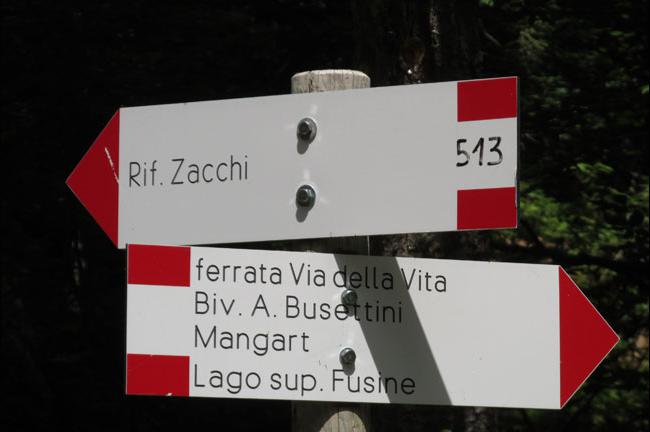 Rif. Zacchi 513
ferrata Via della Vita
Biv. A. Busettini
Mangart
Lago sup. Fusine